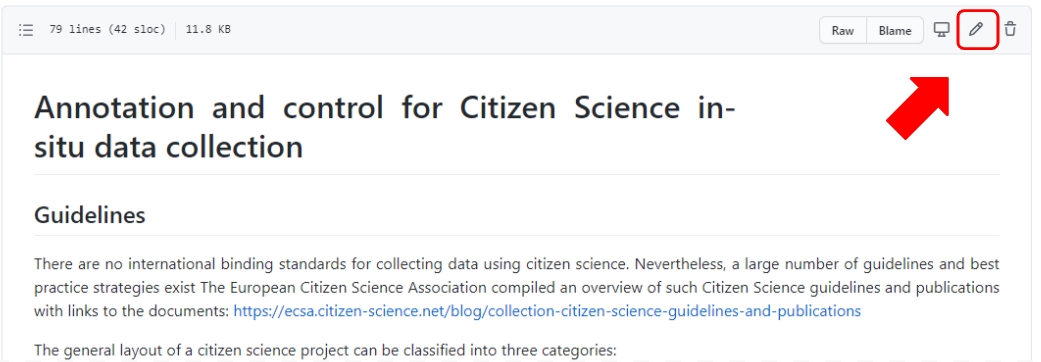 79 lines (42 sloc) 11.8 KB Raw Blame
Annotation and control for Citizen Science in-
situ data collection
Guidelines
There are no international binding standards for collecting data using citizen science. Nevertheless, a large number of guidelines and best
practice strategies exist The European Citizen Science Association compiled an overview of such Citizen Science guidelines and publications
with links to the documents: https://ecsa.citizen-science.net/blog/collection-citizen-science-guidelines-and-publications
The general layout of a citizen science project can be classified into three categories: